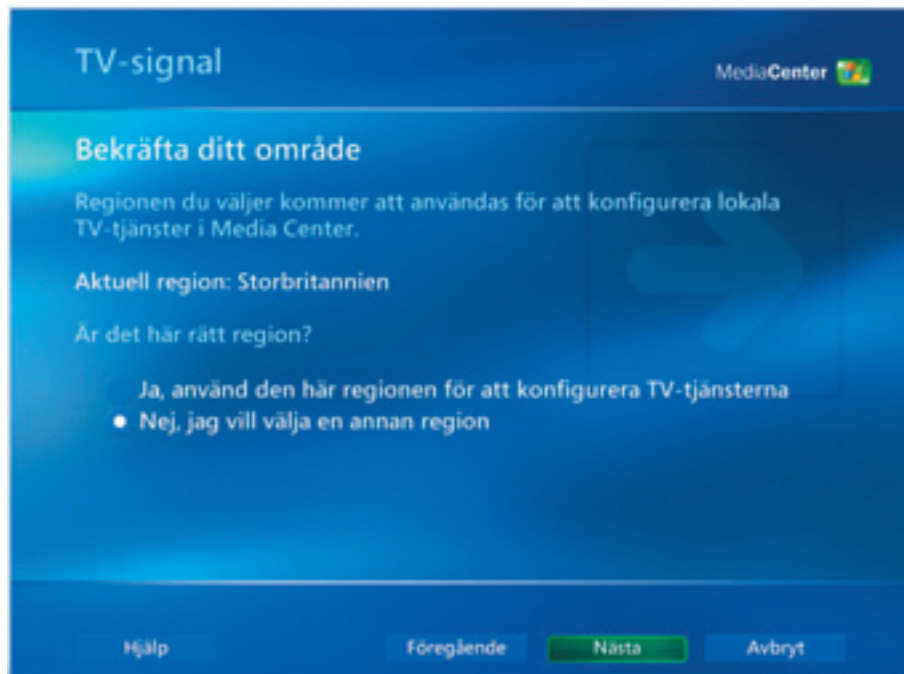 TV-signal
MediaCenter
Bekräfta ditt område
Regionen du väljer kommer att användas för att konfigurera lokala
TV-tjänster i Media Center.
Aktuell region: Storbritannien
Är det här rätt region?
Ja, använd den här regionen för att konfigurera TV-tjänsterna
Nej, jag vill välja en annan region
Hjälp Föregående Nästa Avbryt